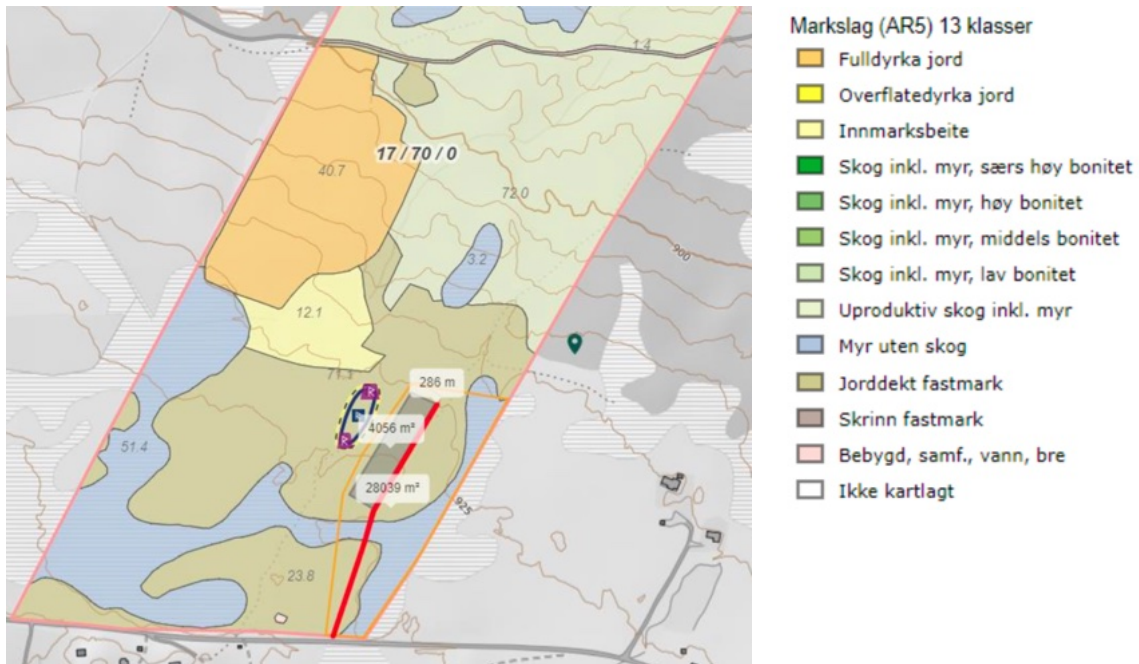 Markslag (AR5) 13 klasser
Fulldyrka jord
Overflatedyrka jord
Innmarksbeite
Skog inkl. myr, særs høy bonitet
Skog inkl. myr, høy bonitet
Skog inkl. myr, middels bonitet
Skog inkl. myr, lav bonitet
Uproduktiv skog inkl. myr
Myr uten skog
Jorddekt fastmark
Skrinn fastmark
Bebygd, samf., vann, bre
Ikke kartlagt
1.4
17 / 70 / 0
40.7
72.0
900
3.2
12.1
286 m
R
4056 m²
R
51.4
28039 m²
925
23.8